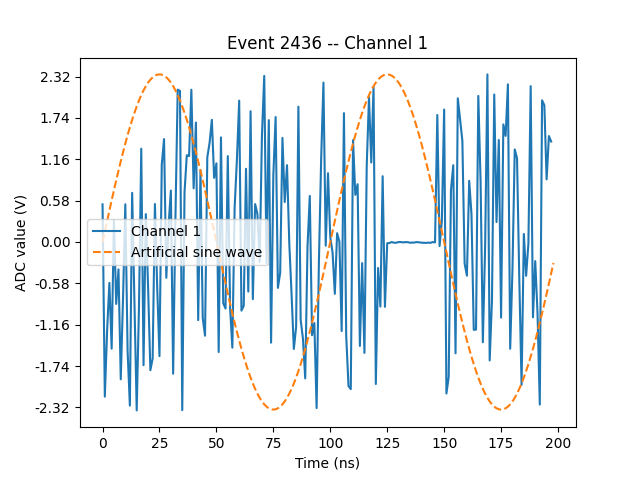 Event 2436 -- Channel 1
ADC value (V)
2.32
1.74
1.16
0.58
0.00
-0.58
-1.16
-1.74
-2.32
Channel 1
Artificial sine wave
0 25 50 75 100 125 150 175 200
Time (ns)